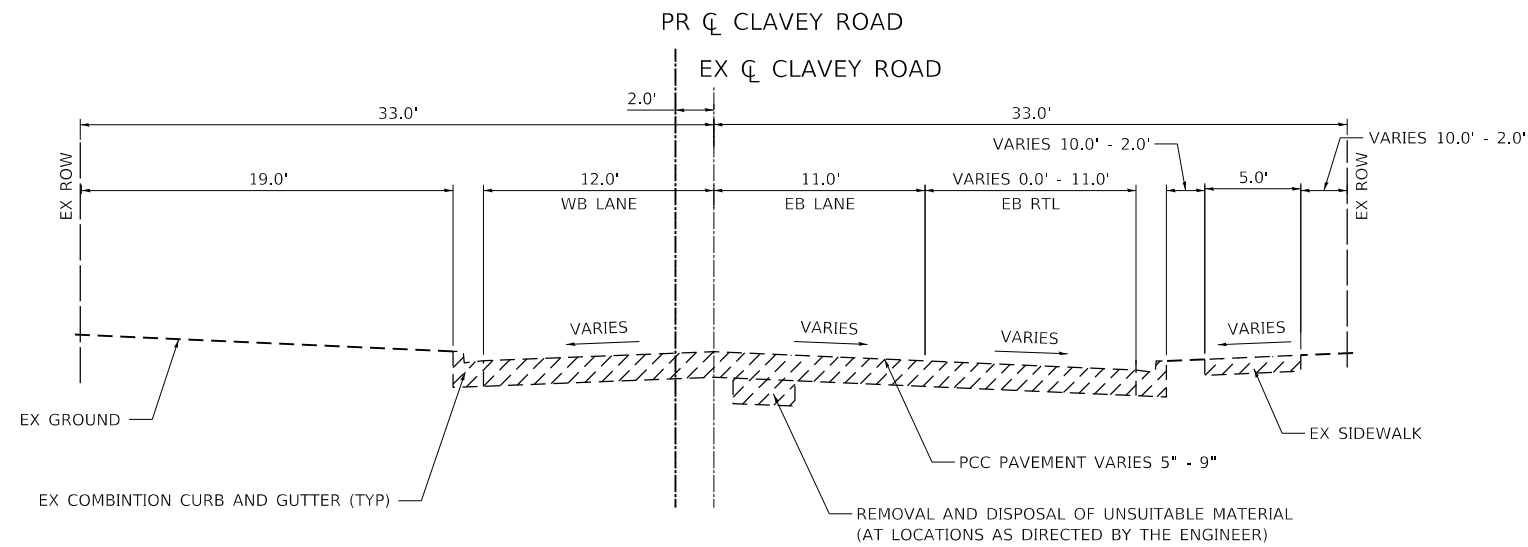 PR ℄ CLAVEY ROAD
EX ℄ CLAVEY ROAD
2.0'
33.0'
33.0'
VARIES 10.0' - 2.0'
VARIES 10.0' - 2.0'
EX ROW
19.0'
12.0'
WB LANE
11.0'
EB LANE
VARIES 0.0' - 11.0'
EB RTL
5.0'
EX ROW
VARIES
VARIES
VARIES
VARIES
EX GROUND
EX SIDEWALK
PCC PAVEMENT VARIES 5" - 9"
EX COMBINTION CURB AND GUTTER (TYP)
REMOVAL AND DISPOSAL OF UNSUITABLE MATERIAL
(AT LOCATIONS AS DIRECTED BY THE ENGINEER)